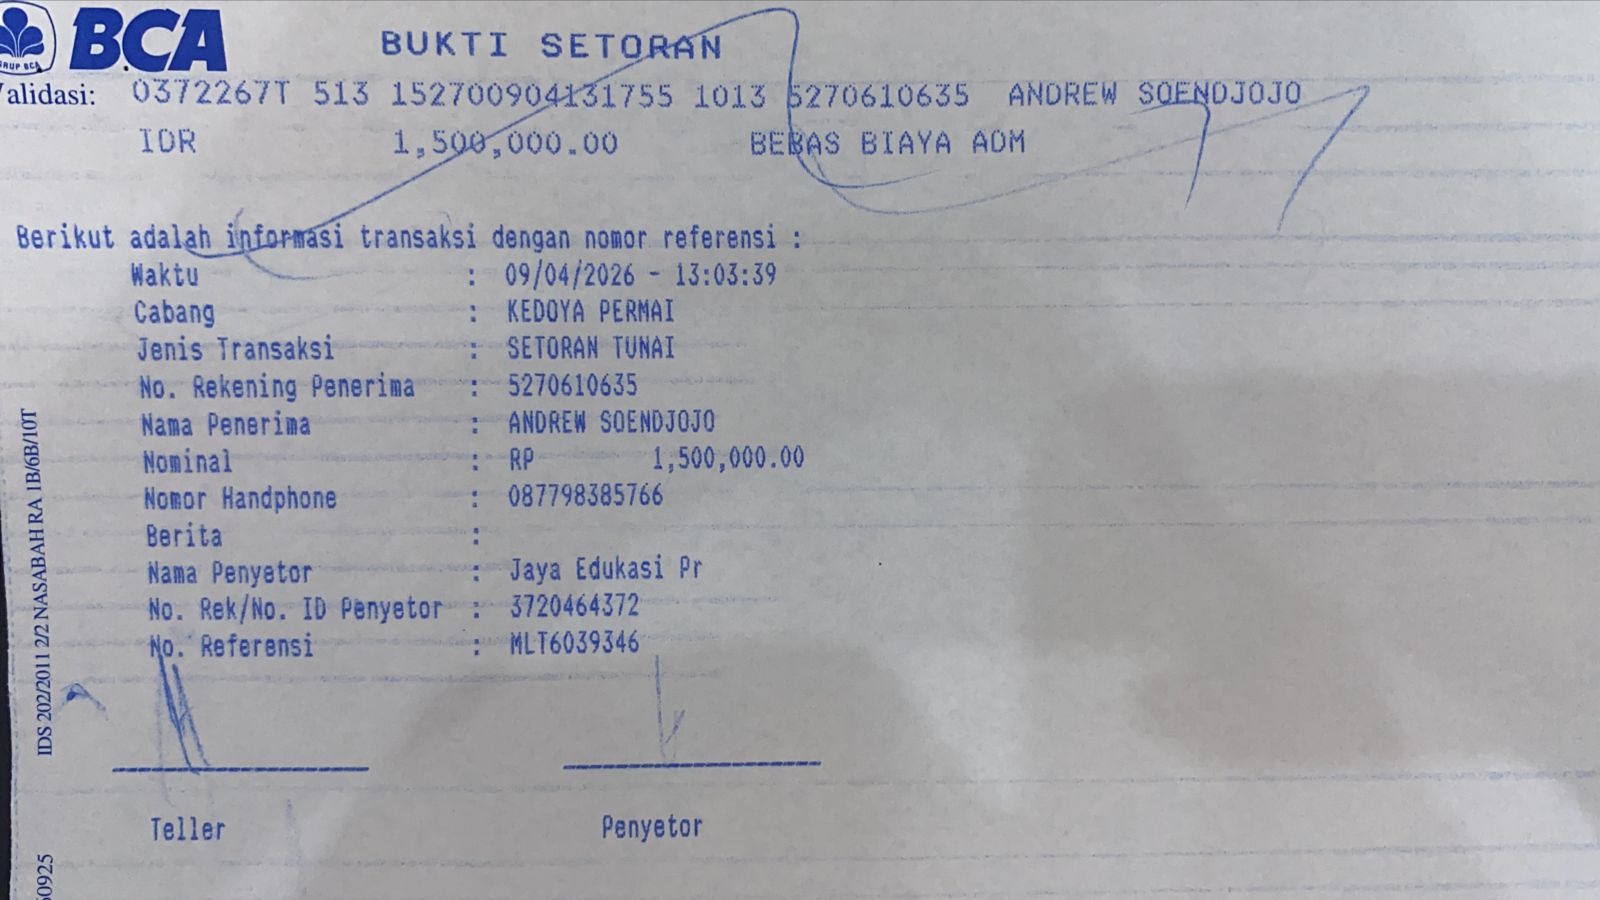 GRUP BCA
BCA
BUKTI SETORAN
Validasi: 0372267T 513 152700904131755 1013 5270610635 ANDREW SOENDJOJO
IDR 1,500,000.00 BEBAS BIAYA ADM
Berikut adalah informasi transaksi dengan nomor referensi :
Waktu : 09/04/2026 - 13:03:39
Cabang : KEDOYA PERMAI
Jenis Transaksi : SETORAN TUNAI
No. Rekening Penerima : 5270610635
Nama Penerima : ANDREW SOENDJOJO
Nominal : RP 1,500,000.00
Nomor Handphone : 087798385766
Berita :
Nama Penyetor : Jaya Edukasi Pr
No. Rek/No. ID Penyetor : 3720464372
No. Referensi : MLT6039346
Teller Penyetor
IDS 202/2011 2/2 NASABAH RA 1B/6B/10T
50925